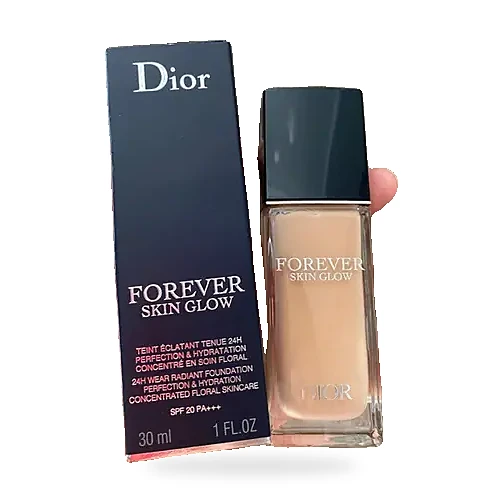 Dior
FOREVER
SKIN GLOW
TEINT ÉCLATANT TENUE 24H
PERFECTION & HYDRATATION
CONCENTRÉ EN SOIN FLORAL
24H WEAR RADIANT FOUNDATION
PERFECTION & HYDRATION
CONCENTRATED FLORAL SKINCARE
SPF 20 PA+++
30 ml 1 FL.OZ
FOREVER
SKIN GLOW
DIOR